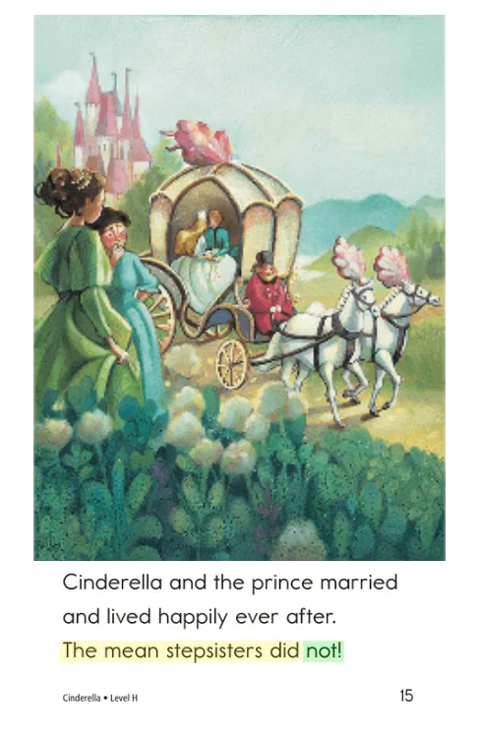 Cinderella and the prince married
and lived happily ever after.
The mean stepsisters did not!
Cinderella • Level H
15